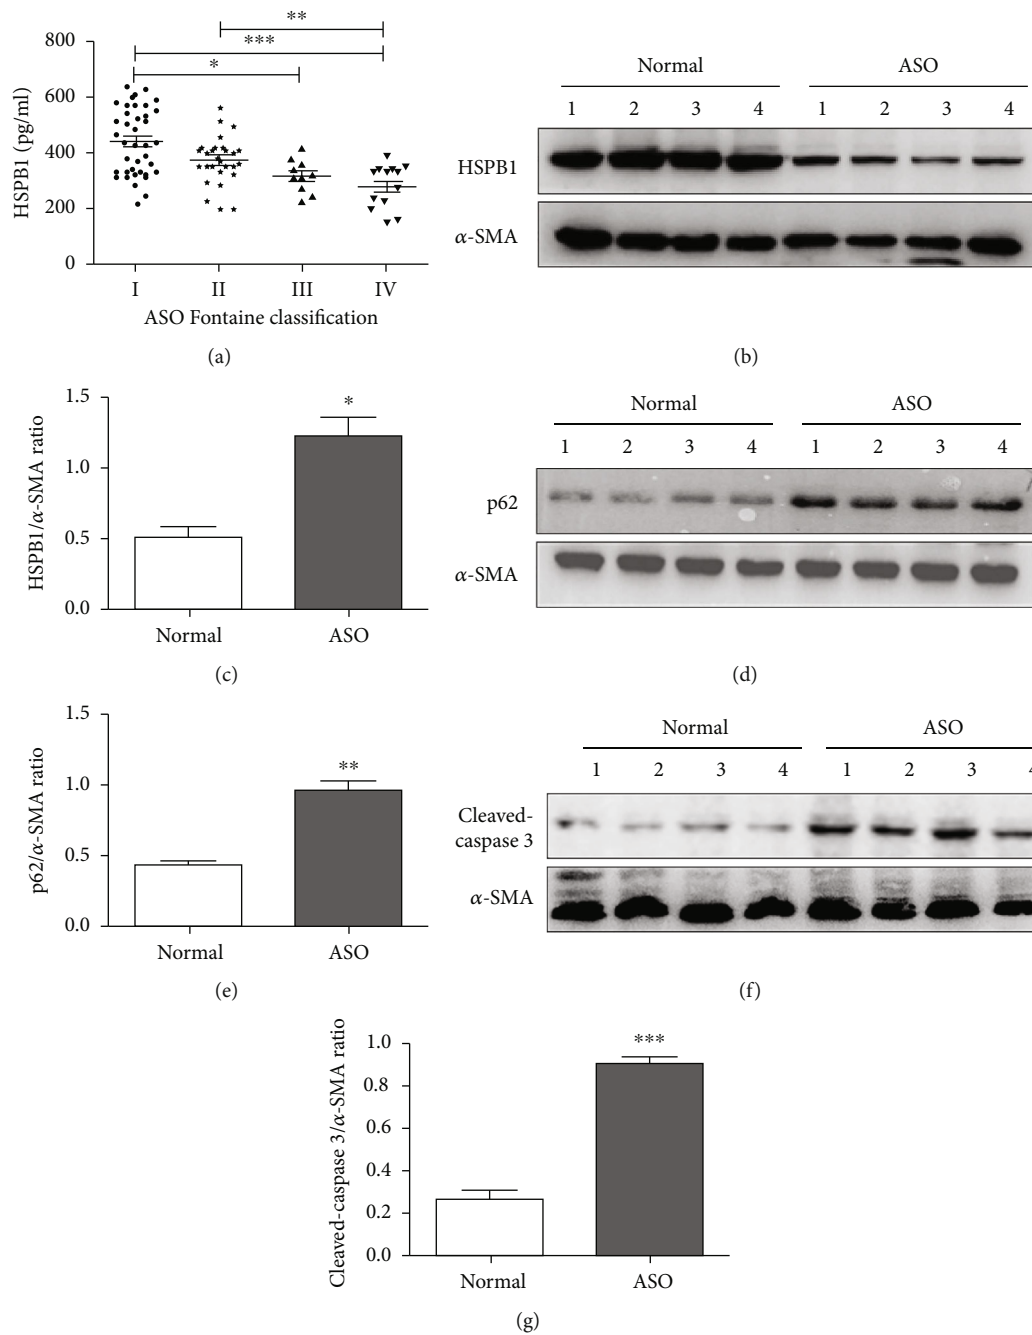 **
***
*
800
600
400
200
0
HSPB1 (pg/ml)
I II III IV
ASO Fontaine classification
(a)
Normal ASO
1 2 3 4 1 2 3 4
HSPB1
α-SMA
(b)
1.5
1.0
0.5
0.0
HSPB1/α-SMA ratio
*
Normal ASO
(c)
Normal ASO
1 2 3 4 1 2 3 4
p62
α-SMA
(d)
1.5
1.0
0.5
0.0
p62/α-SMA ratio
**
Normal ASO
(e)
Normal ASO
1 2 3 4 1 2 3 4
Cleaved-
caspase 3
α-SMA
(f)
1.0
0.8
0.6
0.4
0.2
0.0
Cleaved-caspase 3/α-SMA ratio
***
Normal ASO
(g)